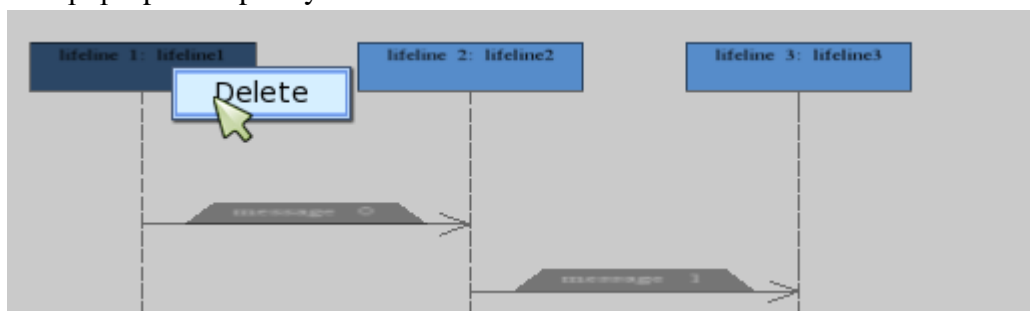 lifeline 1: lifeline1
lifeline 2: lifeline2
lifeline 3: lifeline3
Delete
message 0
message 1